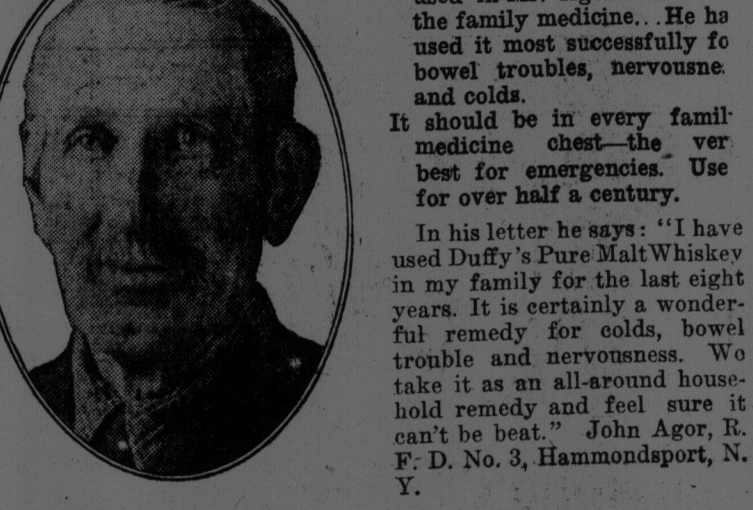 the family medicine... He ha
used it most successfully fo
bowel troubles, nervousne
and colds.
It should be in every famil
medicine chest—the ver
best for emergencies. Use
for over half a century.
In his letter he says: "I have
used Duffy's Pure Malt Whiskey
in my family for the last eight
years. It is certainly a wonder-
ful remedy for colds, bowel
trouble and nervousness. We
take it as an all-around house-
hold remedy and feel sure it
can't be beat." John Agor, R.
F. D. No. 3, Hammondsport, N.
Y.